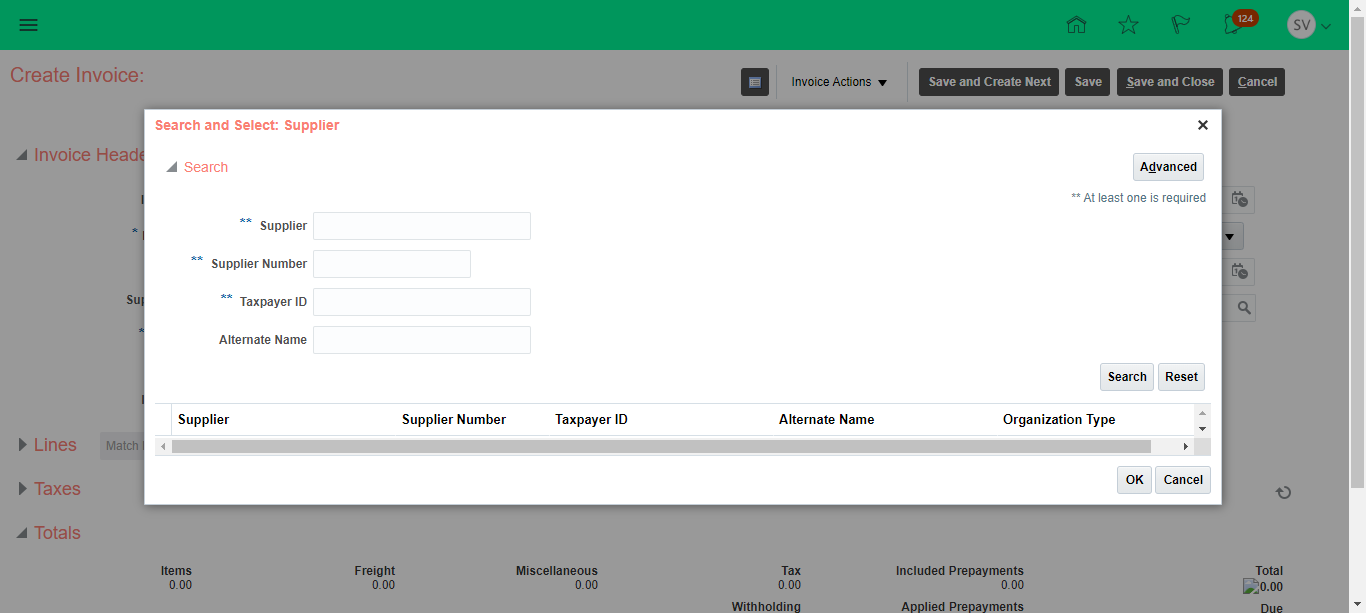 124
SV
Create Invoice:
Invoice Actions
Save and Create Next
Save
Save and Close
Cancel
Search and Select: Supplier
Invoice Heade
Search
Advanced
** At least one is required
** Supplier
** Supplier Number
** Taxpayer ID
Alternate Name
*
Sup
*
Search Reset
Supplier Supplier Number Taxpayer ID Alternate Name Organization Type
Lines
Match
OK Cancel
Taxes
Totals
Items Freight Miscellaneous Tax Included Prepayments Total
0.00 0.00 0.00 0.00 0.00 0.00
Withholding Applied Prepayments Due